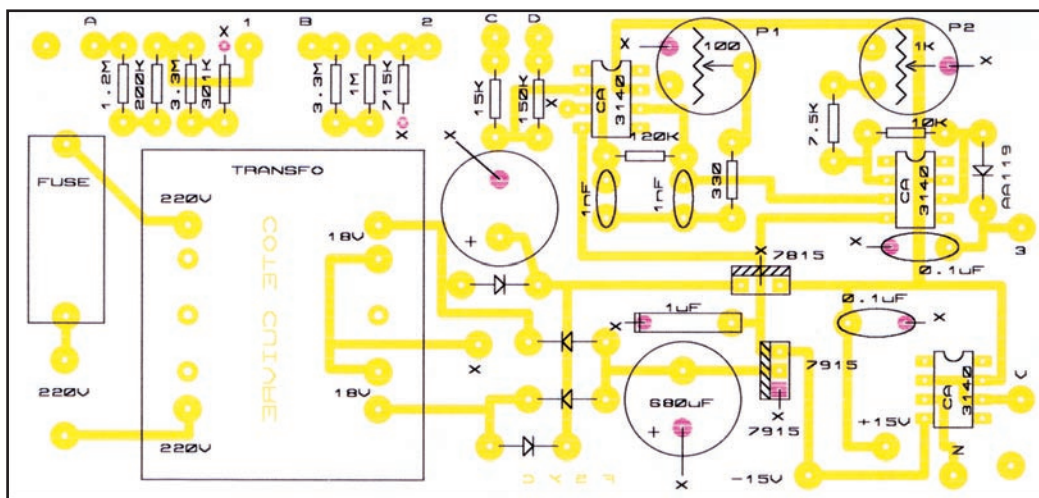 A 1 B 2 C D P1 P2
X X X X
100 1K
1.2M 200K 3.3M 301K 3.3M 1M 715K 15K 150K X CA 3140 7.5K 10K
X X 120K CA 3140 AA119
FUSE TRANSFO 1nF 1nF 330
220V 18V + X 7815 X 0.1uF 3
COTE CUIVRE
1uF X 0.1uF X
220V 18V X 7915 CA 3140 V
680uF + X
220V X 7915 +15V N
F5YC -15V